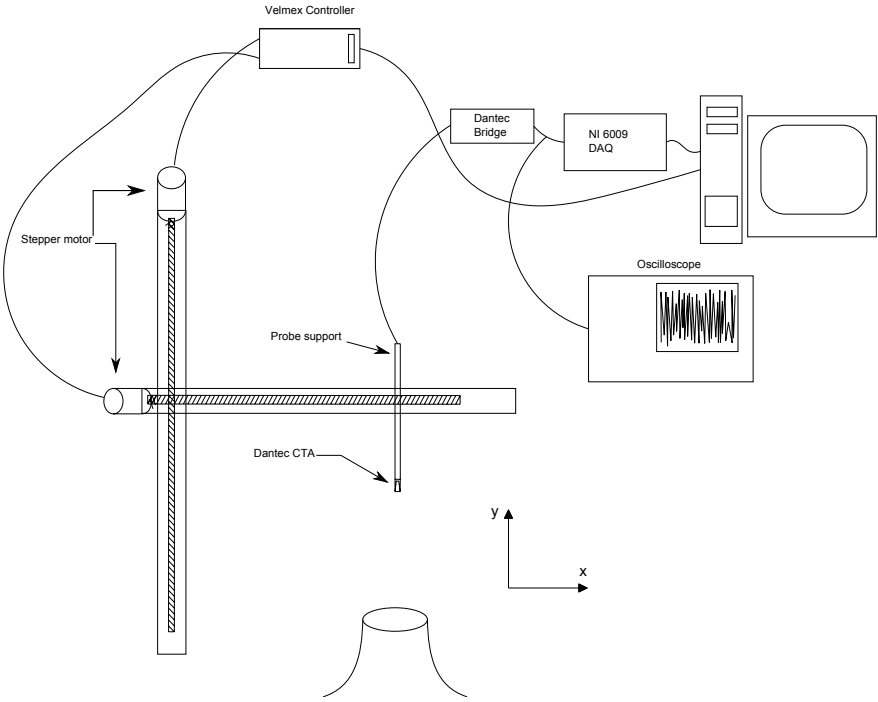 Velmex Controller
Dantec
Bridge
NI 6009
DAQ
Stepper motor
Oscilloscope
Probe support
Dantec CTA
y
x